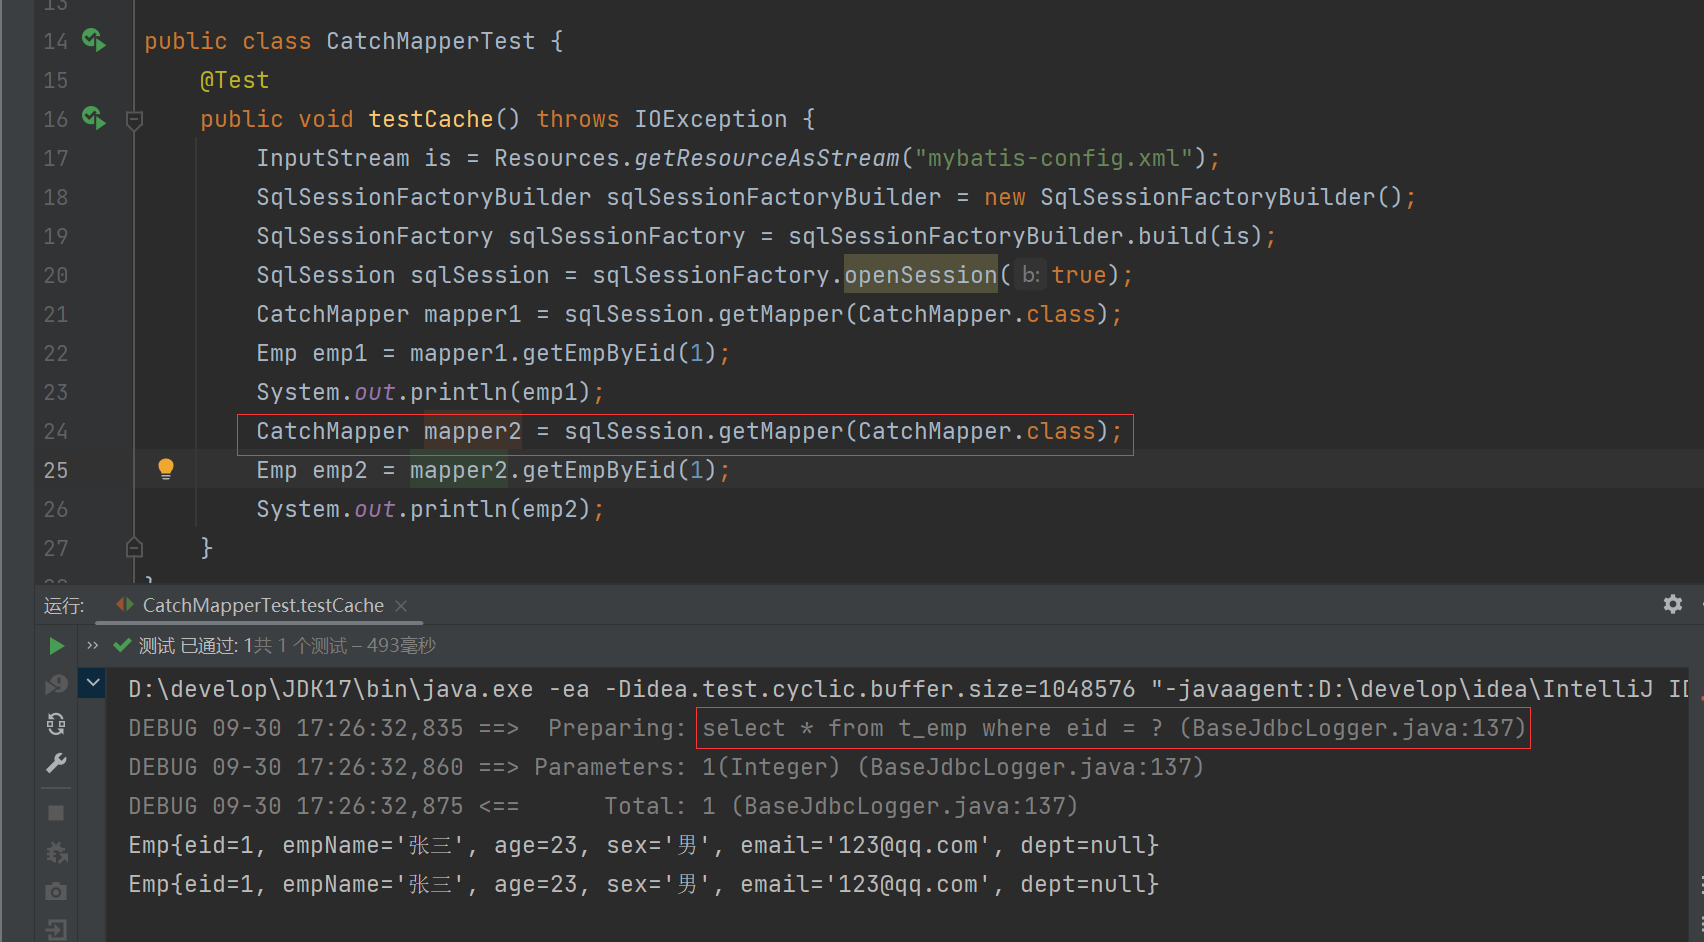 13
14 public class CatchMapperTest {
15 @Test
16 public void testCache() throws IOException {
17 InputStream is = Resources.getResourceAsStream("mybatis-config.xml");
18 SqlSessionFactoryBuilder sqlSessionFactoryBuilder = new SqlSessionFactoryBuilder();
19 SqlSessionFactory sqlSessionFactory = sqlSessionFactoryBuilder.build(is);
20 SqlSession sqlSession = sqlSessionFactory.openSession( b: true);
21 CatchMapper mapper1 = sqlSession.getMapper(CatchMapper.class);
22 Emp emp1 = mapper1.getEmpByEid(1);
23 System.out.println(emp1);
24 CatchMapper mapper2 = sqlSession.getMapper(CatchMapper.class);
25 Emp emp2 = mapper2.getEmpByEid(1);
26 System.out.println(emp2);
27 }
运行: CatchMapperTest.testCache
测试 已通过: 1共 1 个测试 – 493毫秒
D:\develop\JDK17\bin\java.exe -ea -Didea.test.cyclic.buffer.size=1048576 "-javaagent:D:\develop\idea\IntelliJ
DEBUG 09-30 17:26:32,835 ==>  Preparing: select * from t_emp where eid = ? (BaseJdbcLogger.java:137)
DEBUG 09-30 17:26:32,860 ==> Parameters: 1(Integer) (BaseJdbcLogger.java:137)
DEBUG 09-30 17:26:32,875 <==      Total: 1 (BaseJdbcLogger.java:137)
Emp{eid=1, empName='张三', age=23, sex='男', email='123@qq.com', dept=null}
Emp{eid=1, empName='张三', age=23, sex='男', email='123@qq.com', dept=null}